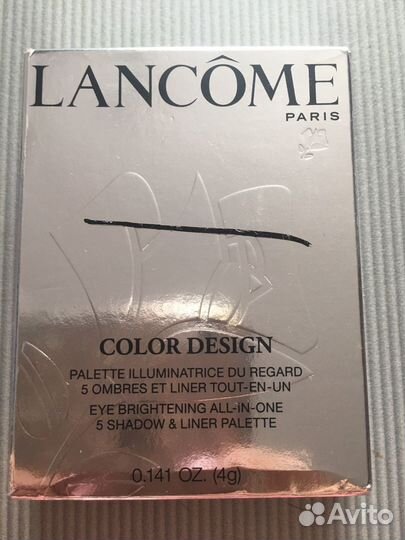 LANCÔME
PARIS
COLOR DESIGN
PALETTE ILLUMINATRICE DU REGARD
5 OMBRES ET LINER TOUT-EN-UN
EYE BRIGHTENING ALL-iN-ONE
5 SHADOW & LINER PALETTE
0.141 OZ. (4g)
Avito